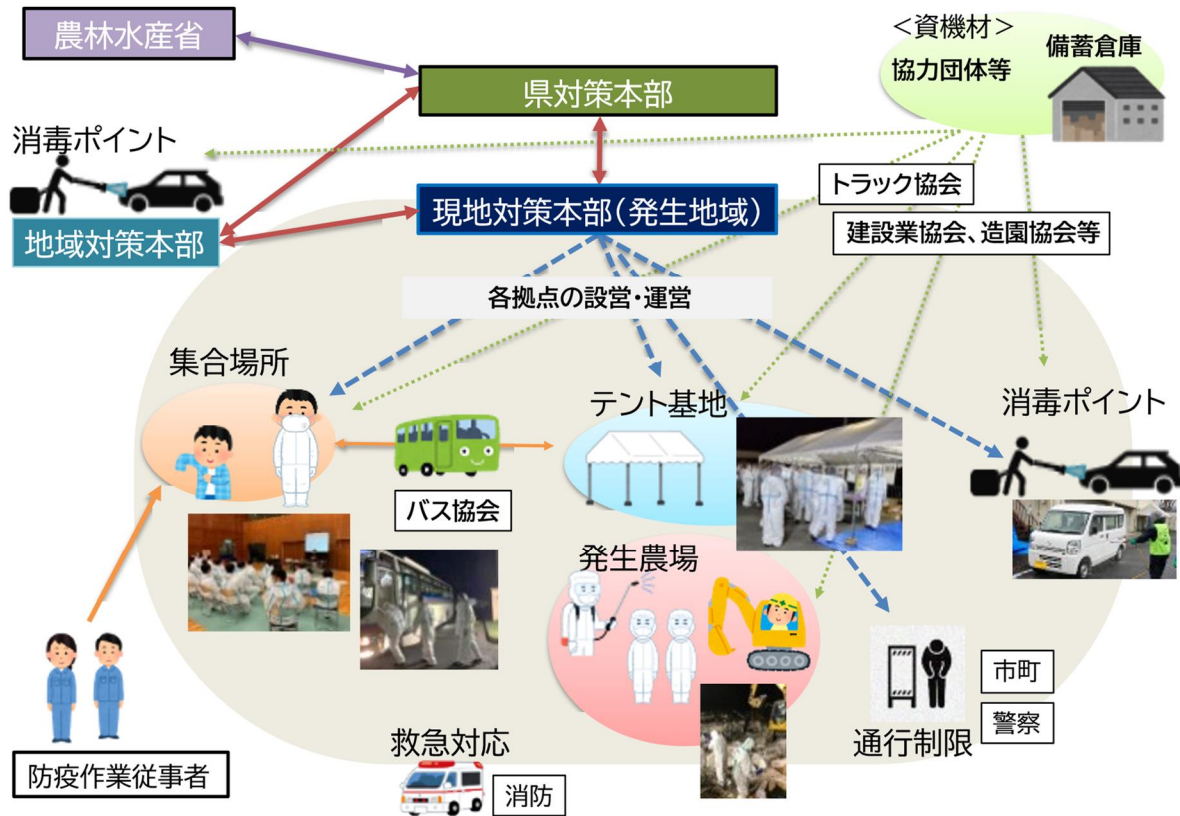 農林水産省
県対策本部
＜資機材＞
協力団体等
備蓄倉庫
消毒ポイント
地域対策本部
現地対策本部（発生地域）
トラック協会
建設業協会、造園協会等
各拠点の設営・運営
集合場所
バス協会
テント基地
消毒ポイント
発生農場
防疫作業従事者
救急対応
消防
通行制限
市町
警察